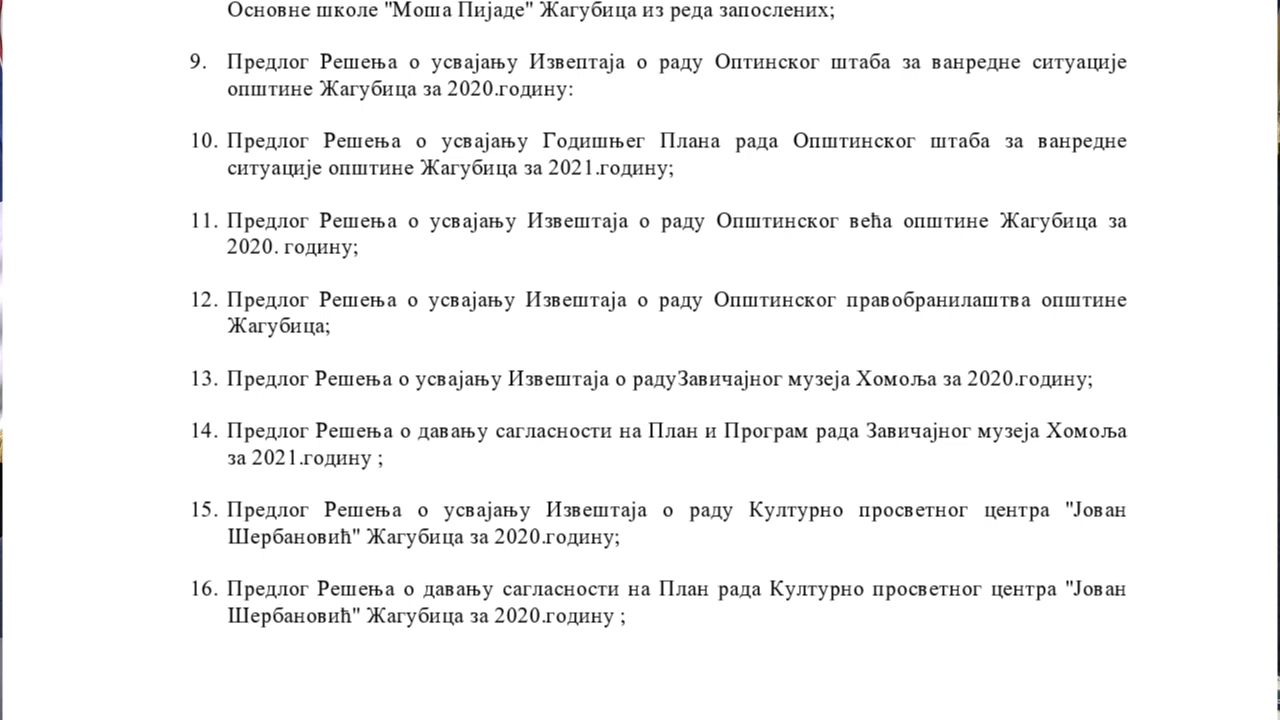 Основне школе "Моша Пијаде" Жагубица из реда запослених;
9. Предлог Решења о усвајању Извептаја о раду Оптинског штаба за ванредне ситуације
општине Жагубица за 2020.годину:
10. Предлог Решења о усвајању Годишњег Плана рада Општинског штаба за ванредне
ситуације општине Жагубица за 2021.годину;
11. Предлог Решења о усвајању Извештаја о раду Општинског већа општине Жагубица за
2020. годину;
12. Предлог Решења о усвајању Извештаја о раду Општинског правобранилаштва општине
Жагубица;
13. Предлог Решења о усвајању Извештаја о радуЗавичајног музеја Хомоља за 2020.годину;
14. Предлог Решења о давању сагласности на План и Програм рада Завичајног музеја Хомоља
за 2021.годину ;
15. Предлог Решења о усвајању Извештаја о раду Културно просветног центра "Јован
Шербановић" Жагубица за 2020.годину;
16. Предлог Решења о давању сагласности на План рада Културно просветног центра "Јован
Шербановић" Жагубица за 2020.годину ;